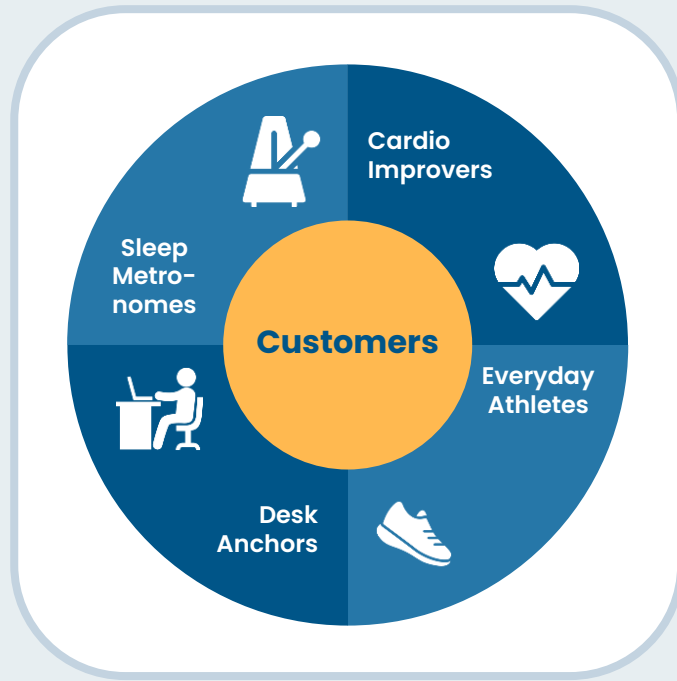 Cardio
Improvers
Sleep
Metro-
nomes
Customers
Everyday
Athletes
Desk
Anchors